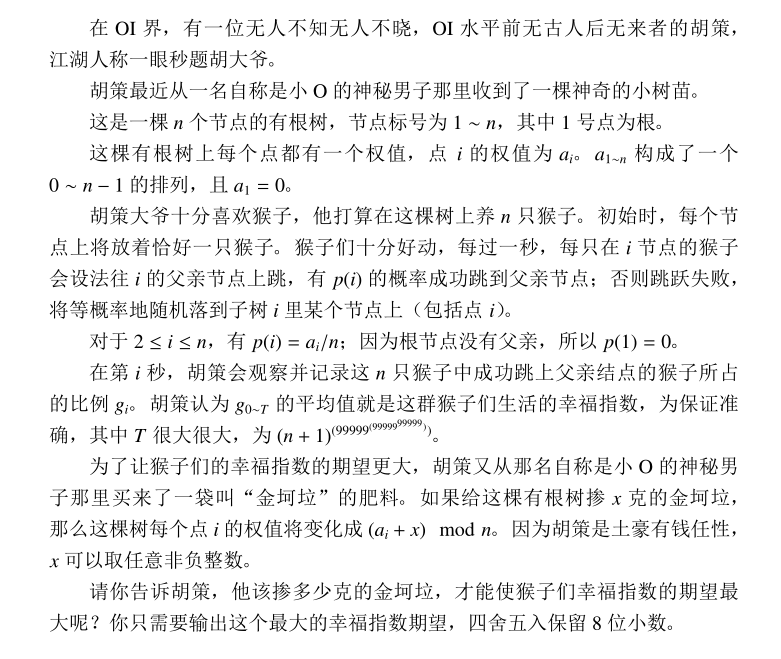 在 OI 界，有一位无人不知无人不晓，OI 水平前无古人后无来者的胡策，
江湖人称一眼秒题胡大爷。
胡策最近从一名自称是小 O 的神秘男子那里收到了一棵神奇的小树苗。
这是一棵 n 个节点的有根树，节点标号为 1 ~ n，其中 1 号点为根。
这棵有根树上每个点都有一个权值，点 i 的权值为 aᵢ。a₁~ₙ 构成了一个
0 ~ n − 1 的排列，且 a₁ = 0。
胡策大爷十分喜欢猴子，他打算在这棵树上养 n 只猴子。初始时，每个节
点上将放着恰好一只猴子。猴子们十分好动，每过一秒，每只在 i 节点的猴子
会设法往 i 的父亲节点上跳，有 p(i) 的概率成功跳到父亲节点；否则跳跃失败，
将等概率地随机落到子树 i 里某个节点上（包括点 i）。
对于 2 ≤ i ≤ n，有 p(i) = aᵢ/n；因为根节点没有父亲，所以 p(1) = 0。
在第 i 秒，胡策会观察并记录这 n 只猴子中成功跳上父亲结点的猴子所占
的比例 gᵢ。胡策认为 g₀~T 的平均值就是这群猴子们生活的幸福指数，为保证准
确，其中 T 很大很大，为 (n + 1)^(99999^(99999^99999))。
为了让猴子们的幸福指数的期望更大，胡策又从那名自称是小 O 的神秘男
子那里买来了一袋叫“金坷垃”的肥料。如果给这棵有根树掺 x 克的金坷垃，
那么这棵树每个点 i 的权值将变化成 (aᵢ + x) mod n。因为胡策是土豪有钱任性，
x 可以取任意非负整数。
请你告诉胡策，他该掺多少克的金坷垃，才能使猴子们幸福指数的期望最
大呢？你只需要输出这个最大的幸福指数期望，四舍五入保留 8 位小数。